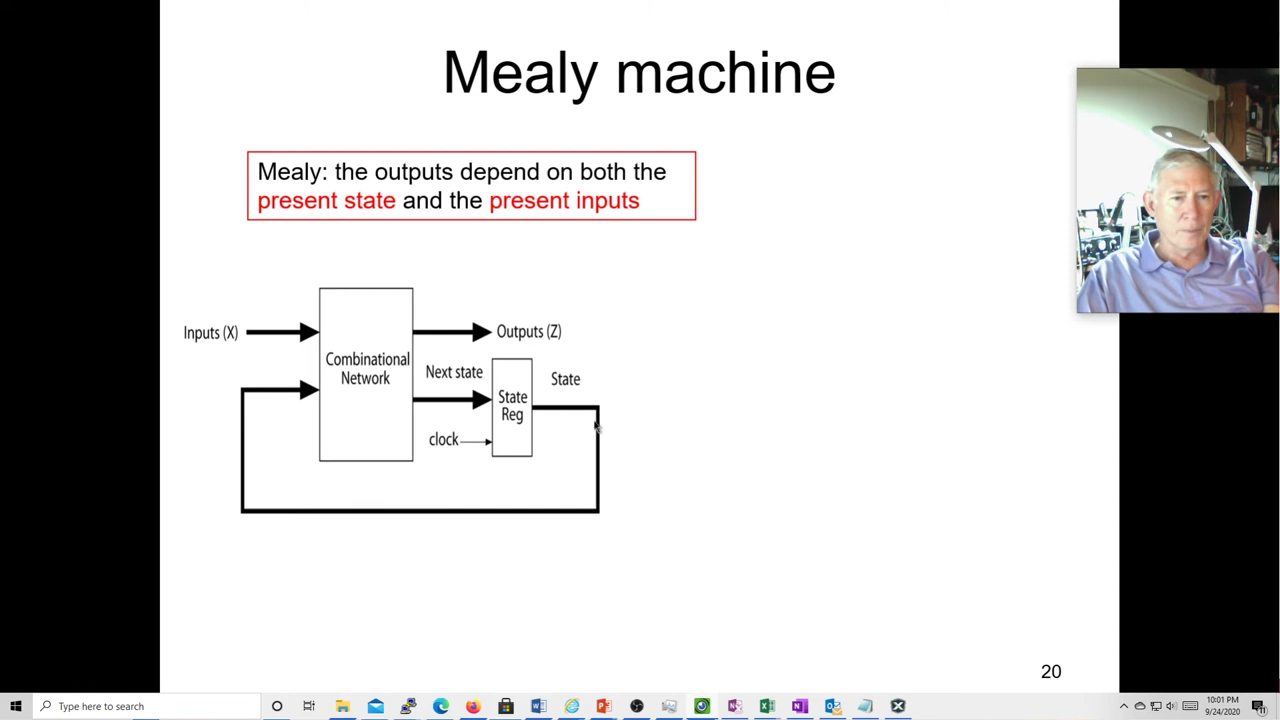 Mealy machine
Mealy: the outputs depend on both the
present state and the present inputs
Inputs (X)
Combinational
Network
Outputs (Z)
Next state
State
Reg
State
clock
20
Type here to search
10:01 PM
9/24/2020